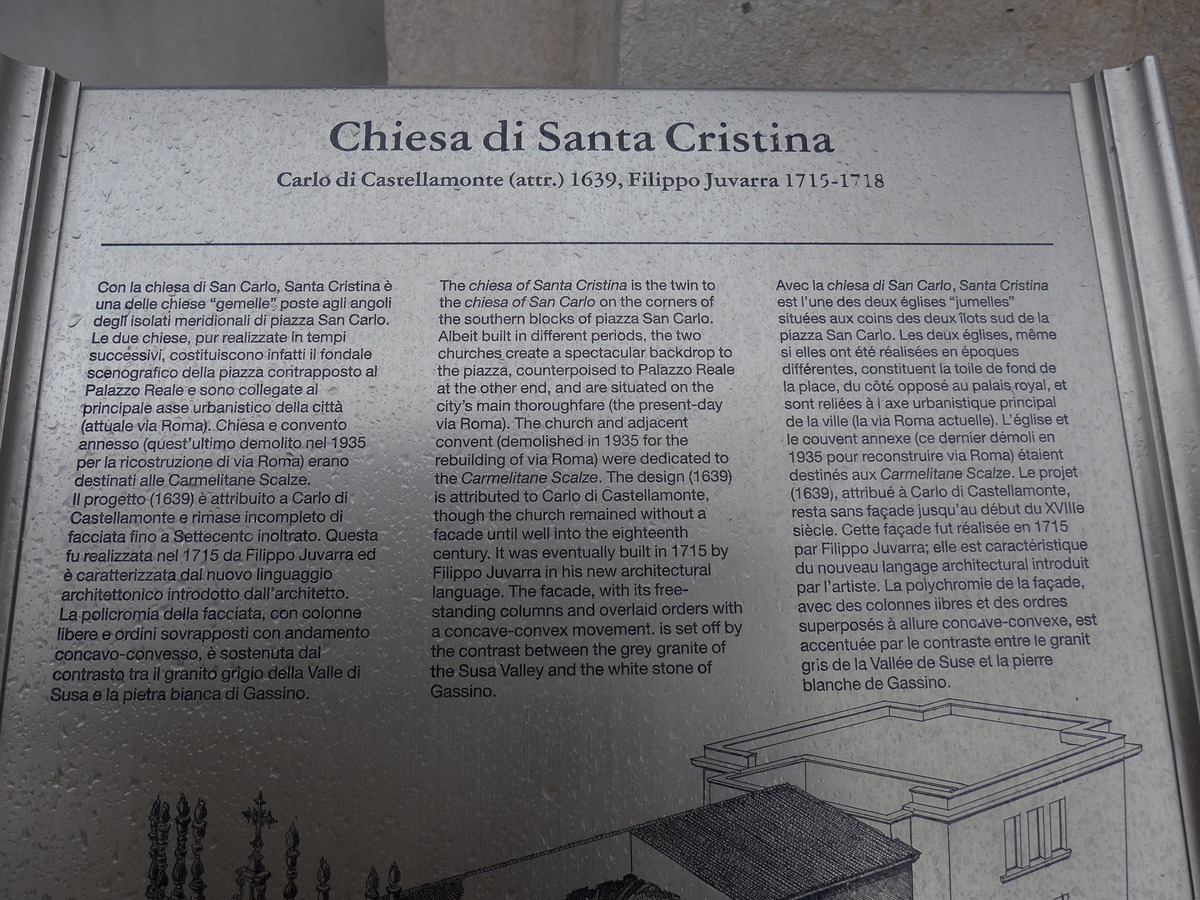 Chiesa di Santa Cristina
Carlo di Castellamonte (attr.) 1639, Filippo Juvarra 1715-1718
Con la chiesa di San Carlo, Santa Cristina è
una delle chiese “gemelle” poste agli angoli
degli isolati meridionali di piazza San Carlo.
Le due chiese, pur realizzate in tempi
successivi, costituiscono infatti il fondale
scenografico della piazza contrapposto al
Palazzo Reale e sono collegate al
principale asse urbanistico della città
(attuale via Roma). Chiesa e convento
annesso (quest'ultimo demolito nel 1935
per la ricostruzione di via Roma) erano
destinati alle Carmelitane Scalze.
Il progetto (1639) è attribuito a Carlo di
Castellamonte e rimase incompleto di
facciata fino a Settecento inoltrato. Questa
fu realizzata nel 1715 da Filippo Juvarra ed
è caratterizzata dal nuovo linguaggio
architettonico introdotto dall'architetto.
La policromia della facciata, con colonne
libere e ordini sovrapposti con andamento
concavo-convesso, è sostenuta dal
contrasto tra il granito grigio della Valle di
Susa e la pietra bianca di Gassino.
The chiesa of Santa Cristina is the twin to
the chiesa of San Carlo on the corners of
the southern blocks of piazza San Carlo.
Albeit built in different periods, the two
churches create a spectacular backdrop to
the piazza, counterpoised to Palazzo Reale
at the other end, and are situated on the
city's main thoroughfare (the present-day
via Roma). The church and adjacent
convent (demolished in 1935 for the
rebuilding of via Roma) were dedicated to
the Carmelitane Scalze. The design (1639)
is attributed to Carlo di Castellamonte,
though the church remained without a
facade until well into the eighteenth
century. It was eventually built in 1715 by
Filippo Juvarra in his new architectural
language. The facade, with its free-
standing columns and overlaid orders with
a concave-convex movement. is set off by
the contrast between the grey granite of
the Susa Valley and the white stone of
Gassino.
Avec la chiesa di San Carlo, Santa Cristina
est l'une des deux églises “jumelles”
situées aux coins des deux îlots sud de la
piazza San Carlo. Les deux églises, même
si elles ont été réalisées en époques
différentes, constituent la toile de fond de
la place, du côté opposé au palais royal, et
sont reliées à l'axe urbanistique principal
de la ville (la via Roma actuelle). L'église et
le couvent annexe (ce dernier démoli en
1935 pour reconstruire via Roma) étaient
destinés aux Carmelitane Scalze. Le projet
(1639), attribué à Carlo di Castellamonte,
resta sans façade jusqu'au début du XVIIIe
siècle. Cette façade fut réalisée en 1715
par Filippo Juvarra; elle est caractéristique
du nouveau langage architectural introduit
par l'artiste. La polychromie de la façade,
avec des colonnes libres et des ordres
superposés à allure concave-convexe, est
accentuée par le contraste entre le granit
gris de la Vallée de Suse et la pierre
blanche de Gassino.